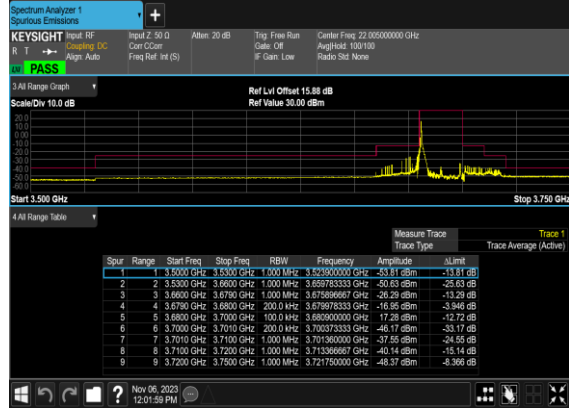 Spectrum Analyzer 1
Spurious Emissions
KEYSIGHT Input: RF Input Z: 50 Ω Atten: 20 dB Trig: Free Run Center Freq: 22.005000000 GHz
R T Coupling: DC Corr CCorr Gate: Off Avg|Hold: 100/100
Align: Auto Freq Ref: Int (S) IF Gain: Low Radio Std: None
PASS
3 All Range Graph Ref Lvl Offset 15.88 dB
Scale/Div 10.0 dB Ref Value 30.00 dBm
20.0
10.0
0.00
-10.0
-20.0
-30.0
-40.0
-50.0
-60.0
Start 3.500 GHz Stop 3.750 GHz
4 All Range Table
Measure Trace Trace 1
Trace Type Trace Average (Active)
Spur Range Start Freq Stop Freq RBW Frequency Amplitude ΔLimit
1 1 3.5000 GHz 3.5300 GHz 1.000 MHz 3.523900000 GHz -53.81 dBm -13.81 dB
2 2 3.5300 GHz 3.6600 GHz 1.000 MHz 3.659783333 GHz -50.63 dBm -25.63 dB
3 3 3.6600 GHz 3.6790 GHz 1.000 MHz 3.675896667 GHz -26.29 dBm -13.29 dB
4 4 3.6790 GHz 3.6800 GHz 200.0 kHz 3.679978333 GHz -16.95 dBm -3.946 dB
5 5 3.6800 GHz 3.7000 GHz 100.0 kHz 3.680900000 GHz 17.28 dBm -12.72 dB
6 6 3.7000 GHz 3.7010 GHz 200.0 kHz 3.700373333 GHz -46.17 dBm -33.17 dB
7 7 3.7010 GHz 3.7100 GHz 1.000 MHz 3.701360000 GHz -37.55 dBm -24.55 dB
8 8 3.7100 GHz 3.7200 GHz 1.000 MHz 3.713366667 GHz -40.14 dBm -15.14 dB
9 9 3.7200 GHz 3.7500 GHz 1.000 MHz 3.721750000 GHz -48.37 dBm -8.366 dB
Nov 06, 2023
12:01:59 PM